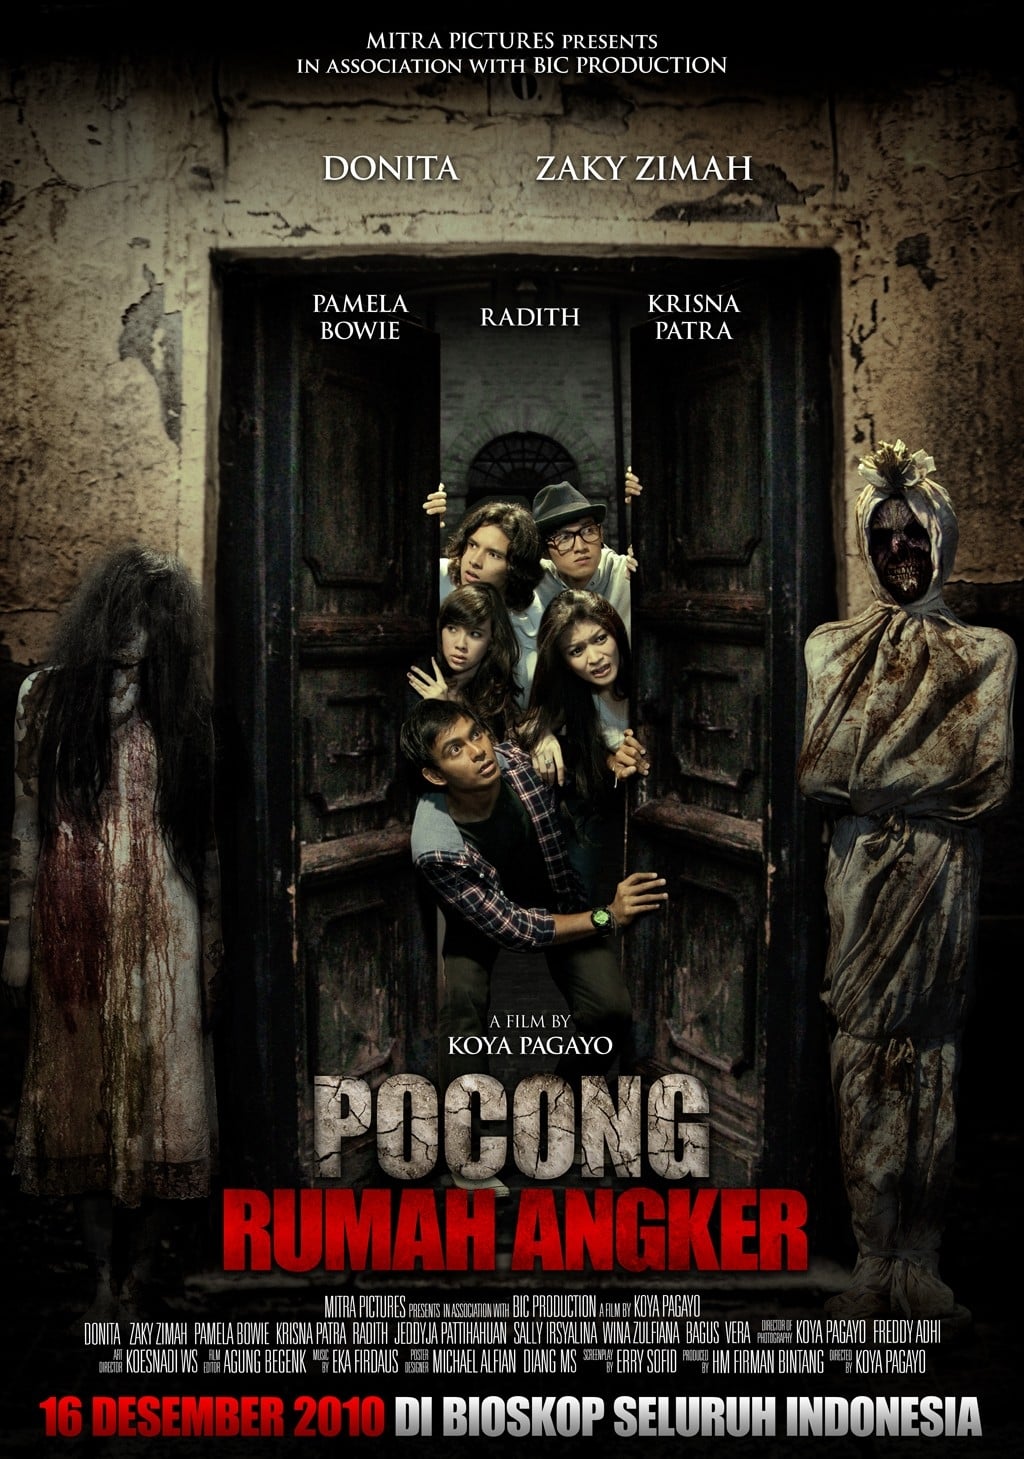 MITRA PICTURES PRESENTS
IN ASSOCIATION WITH BIC PRODUCTION
DONITA ZAKY ZIMAH
PAMELA BOWIE
RADITH
KRISNA PATRA
A FILM BY
KOYA PAGAYO
POCONG
RUMAH ANGKER
MITRA PICTURES PRESENTS IN ASSOCIATION WITH BIC PRODUCTION A FILM BY KOYA PAGAYO
DONITA ZAKY ZIMAH PAMELA BOWIE KRISNA PATRA RADITH JEDDYJA PATTIHAHUAN SALLY IRSYALINA WINA ZULFIANA BAGUS VERA DIRECTOR OF PHOTOGRAPHY KOYA PAGAYO FREDDY ADHI
ART DIRECTOR KOESNADI WS FILM EDITOR AGUNG BEGENK MUSIC BY EKA FIRDAUS POSTER DESIGNER MICHAEL ALFIAN DIANG MS SCREENPLAY BY ERRY SOFID PRODUCED BY HM FIRMAN BINTANG DIRECTED BY KOYA PAGAYO
16 DESEMBER 2010 DI BIOSKOP SELURUH INDONESIA